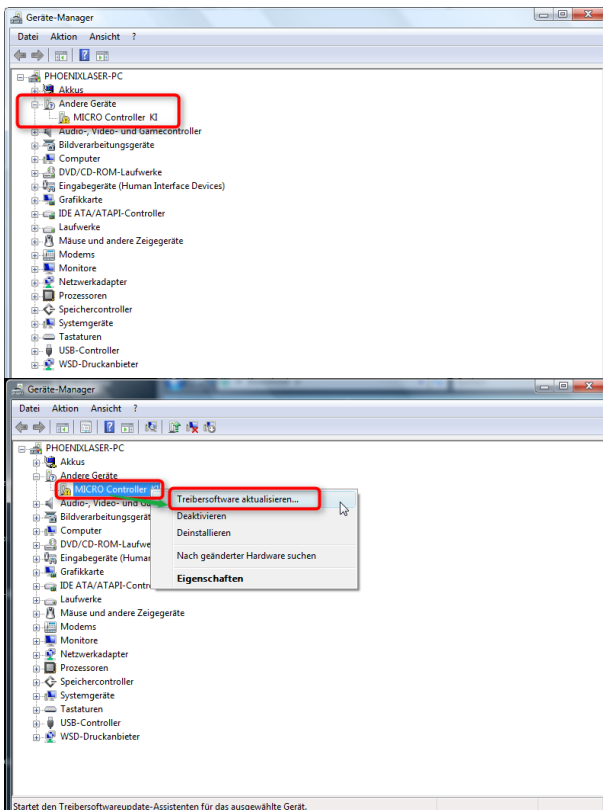 Geräte-Manager
Datei Aktion Ansicht ?
PHOENIXLASER-PC
Akkus
Andere Geräte
MICRO Controller KI
Audio-, Video- und Gamecontroller
Bildverarbeitungsgeräte
Computer
DVD/CD-ROM-Laufwerke
Eingabegeräte (Human Interface Devices)
Grafikkarte
IDE ATA/ATAPI-Controller
Laufwerke
Mäuse und andere Zeigegeräte
Modems
Monitore
Netzwerkadapter
Prozessoren
Speichercontroller
Systemgeräte
Tastaturen
USB-Controller
WSD-Druckanbieter
Geräte-Manager
Datei Aktion Ansicht ?
PHOENIXLASER-PC
Akkus
Andere Geräte
MICRO Controller
Treibersoftware aktualisieren...
Deaktivieren
Deinstallieren
Nach geänderter Hardware suchen
Eigenschaften
Audio-, Video- und
Bildverarbeitungsgerät
Computer
DVD/CD-ROM-Laufwe
Eingabegeräte (Human
Grafikkarte
IDE ATA/ATAPI-Contr
Laufwerke
Mäuse und andere Zeigegeräte
Modems
Monitore
Netzwerkadapter
Prozessoren
Speichercontroller
Systemgeräte
Tastaturen
USB-Controller
WSD-Druckanbieter
Startet den Treibersoftwareupdate-Assistenten für das ausgewählte Gerät.